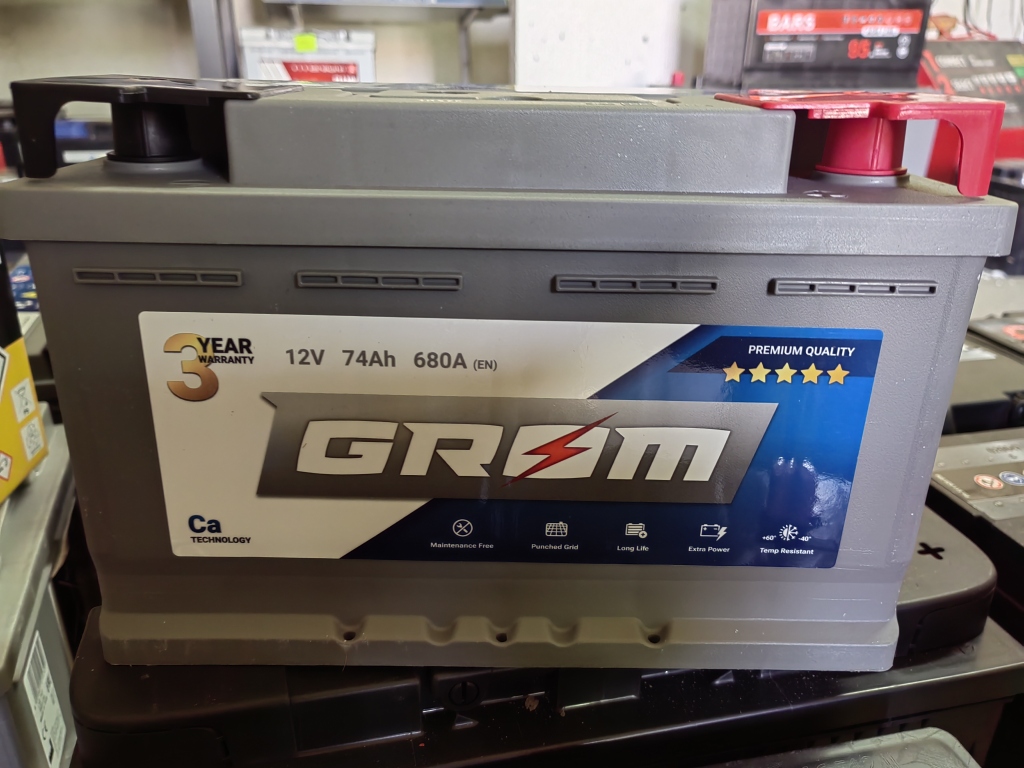 BARS
3 YEAR
WARRANTY
12V 74Ah 680A (EN)
PREMIUM QUALITY
GROM
Ca
TECHNOLOGY
Maintenance Free
Punched Grid
Long Life
Extra Power
+60° -40°
Temp Resistant